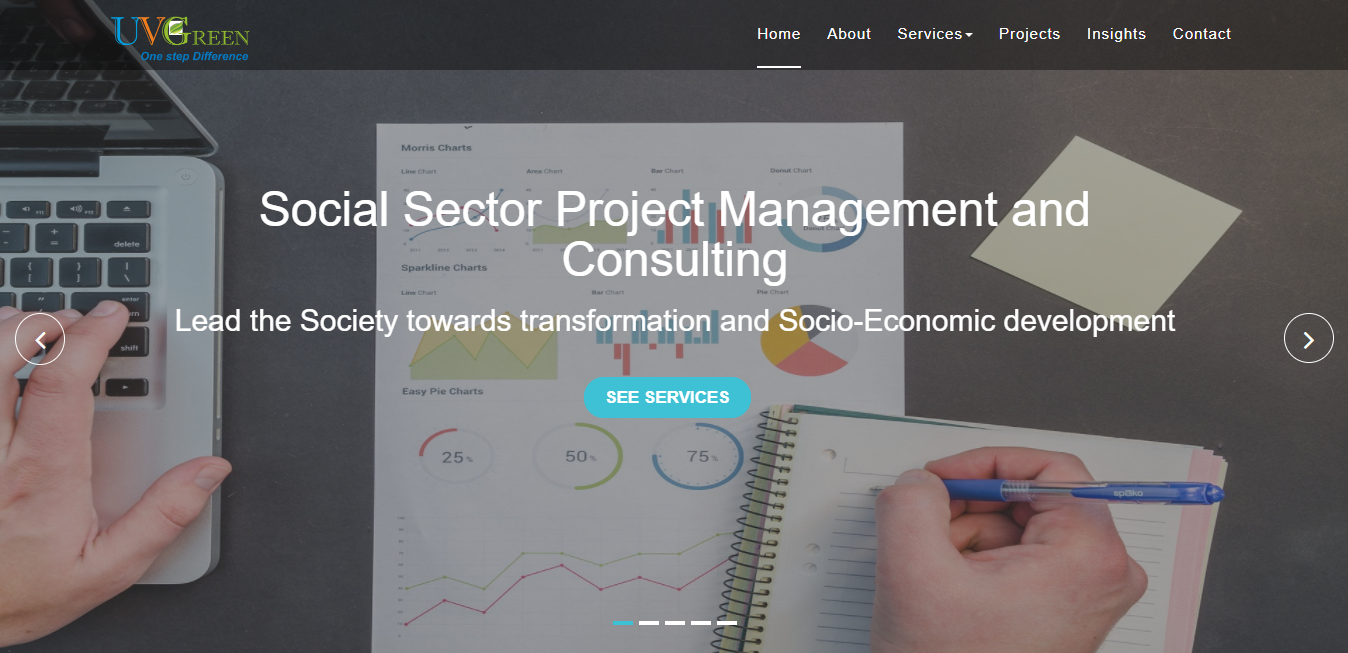 UVGREEN
One step Difference
Home About Services Projects Insights Contact
Morris Charts
Line Chart Area Chart Bar Chart Donut Chart
Social Sector Project Management and
Consulting
Sparkline Charts
Line Chart Bar Chart Pie Chart
Lead the Society towards transformation and Socio-Economic development
Easy Pie Charts
SEE SERVICES
25%
50%
75%
delete
enter
shift